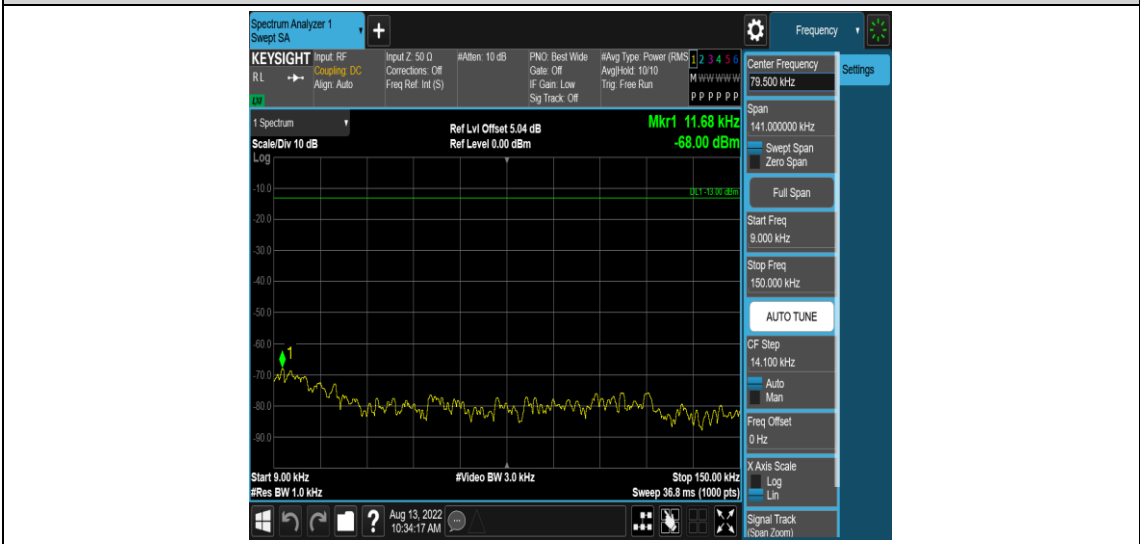 Spectrum Analyzer 1
Swept SA
+
Frequency
KEYSIGHT
RL
LXI
Input: RF
Coupling: DC
Align: Auto
Input Z: 50 Ω
Corrections: Off
Freq Ref: Int (S)
#Atten: 10 dB
PNO: Best Wide
Gate: Off
IF Gain: Low
Sig Track: Off
#Avg Type: Power (RMS
Avg|Hold: 10/10
Trig: Free Run
1 2 3 4 5 6
M W W W W W
P P P P P P
1 Spectrum
Scale/Div 10 dB
Log
Ref Lvl Offset 5.04 dB
Ref Level 0.00 dBm
Mkr1 11.68 kHz
-68.00 dBm
DL1 -13.00 dBm
-10.0
-20.0
-30.0
-40.0
-50.0
-60.0
-70.0
-80.0
-90.0
1
Start 9.00 kHz
#Res BW 1.0 kHz
#Video BW 3.0 kHz
Stop 150.00 kHz
Sweep 36.8 ms (1000 pts)
?
Aug 13, 2022
10:34:17 AM
Center Frequency
79.500 kHz
Settings
Span
141.000000 kHz
Swept Span
Zero Span
Full Span
Start Freq
9.000 kHz
Stop Freq
150.000 kHz
AUTO TUNE
CF Step
14.100 kHz
Auto
Man
Freq Offset
0 Hz
X Axis Scale
Log
Lin
Signal Track
(Span Zoom)